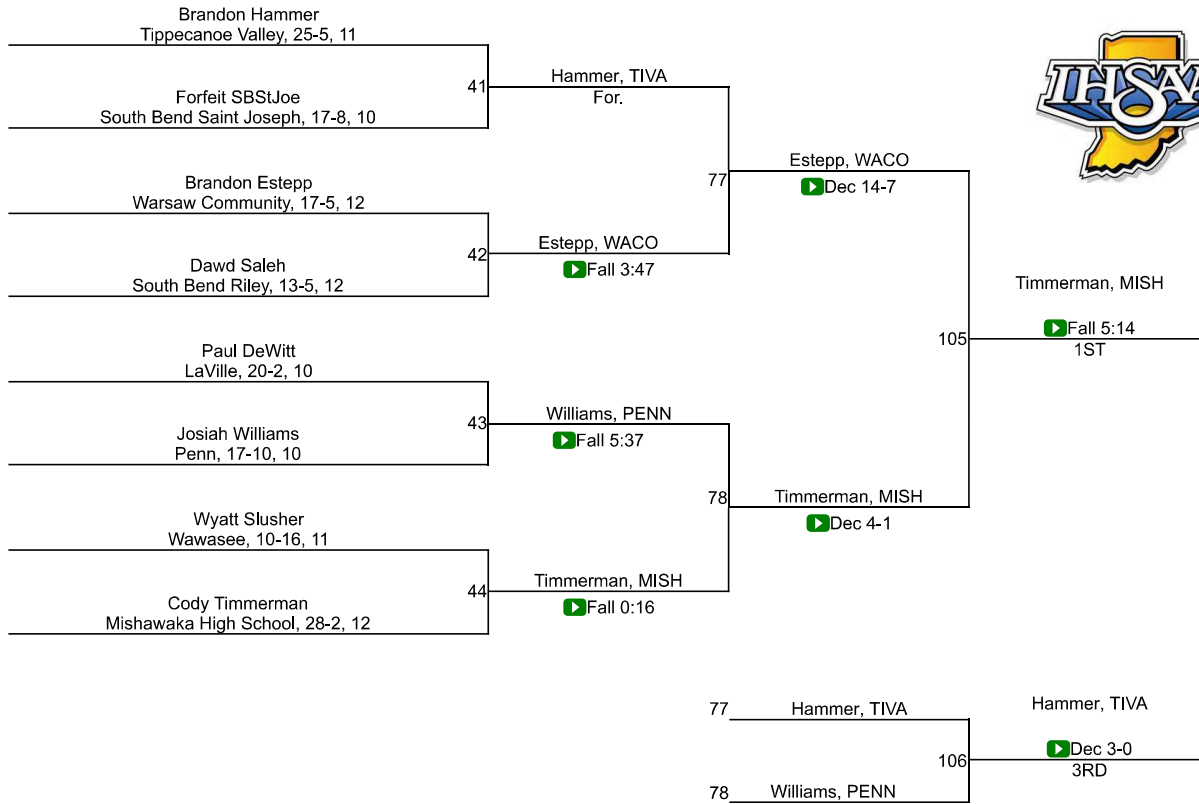 Brandon Hammer
Tippecanoe Valley, 25-5, 11
41
Forfeit SBStJoe
South Bend Saint Joseph, 17-8, 10
Hammer, TIVA
For.
Brandon Estepp
Warsaw Community, 17-5, 12
42
Dawd Saleh
South Bend Riley, 13-5, 12
Estepp, WACO
Fall 3:47
77
Estepp, WACO
Dec 14-7
Paul DeWitt
LaVille, 20-2, 10
43
Josiah Williams
Penn, 17-10, 10
Williams, PENN
Fall 5:37
Wyatt Slusher
Wawasee, 10-16, 11
44
Cody Timmerman
Mishawaka High School, 28-2, 12
Timmerman, MISH
Fall 0:16
78
Timmerman, MISH
Dec 4-1
105
Timmerman, MISH
Fall 5:14
1ST
IHSAA
77 Hammer, TIVA
106
78 Williams, PENN
Hammer, TIVA
Dec 3-0
3RD